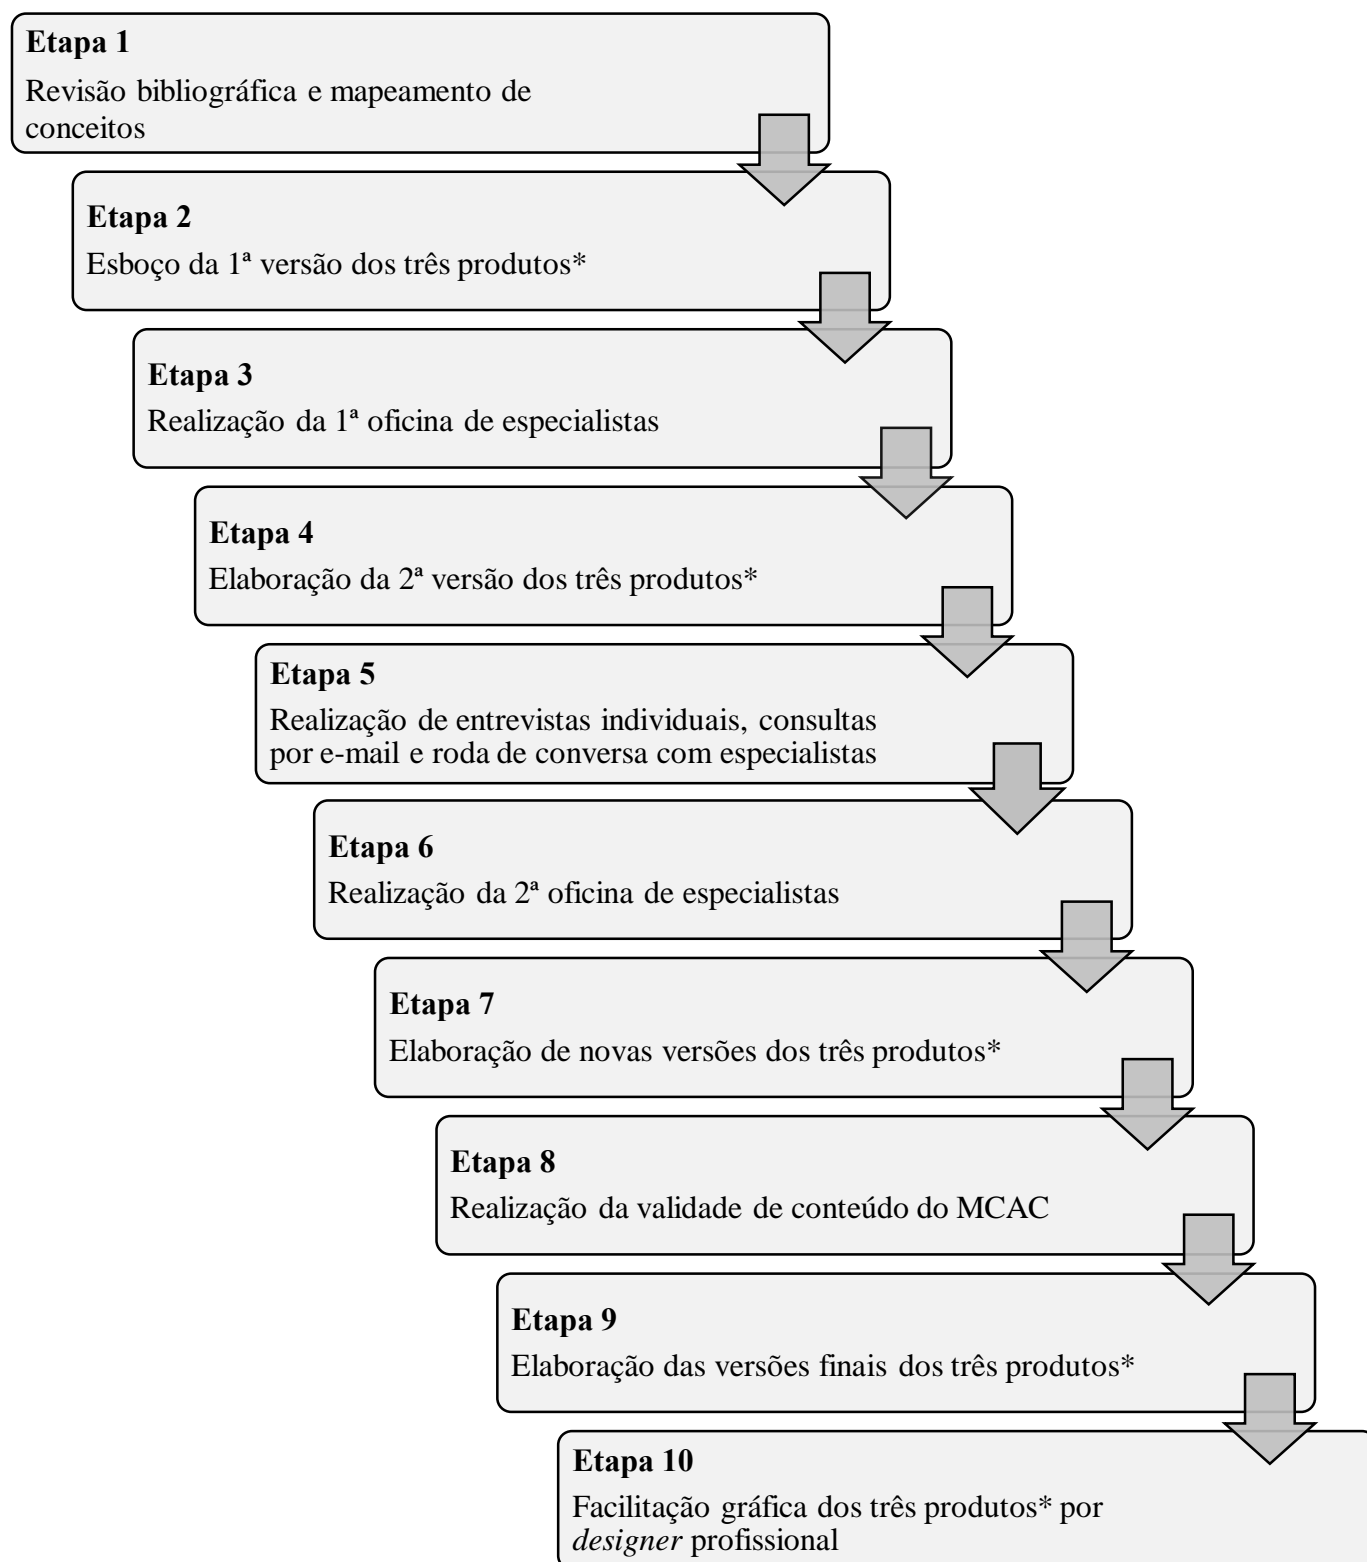 Etapa 1
Revisão bibliográfica e mapeamento de
conceitos
Etapa 2
Esboço da 1ª versão dos três produtos*
Etapa 3
Realização da 1ª oficina de especialistas
Etapa 4
Elaboração da 2ª versão dos três produtos*
Etapa 5
Realização de entrevistas individuais, consultas
por e-mail e roda de conversa com especialistas
Etapa 6
Realização da 2ª oficina de especialistas
Etapa 7
Elaboração de novas versões dos três produtos*
Etapa 8
Realização da validade de conteúdo do MCAC
Etapa 9
Elaboração das versões finais dos três produtos*
Etapa 10
Facilitação gráfica dos três produtos* por
designer profissional